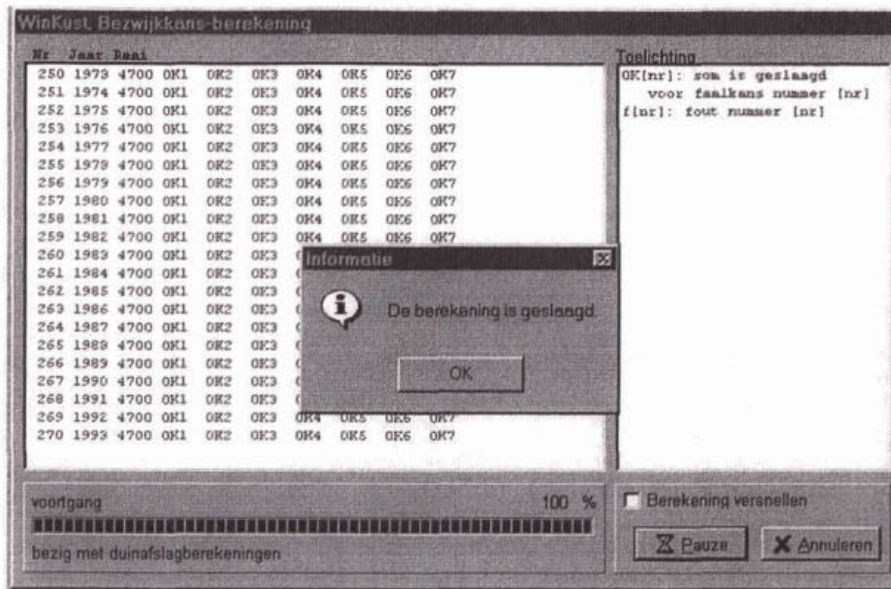 WinKust, Bezwijkkans-berekening
Nr Jaar Raai
250 1973 4700 OK1 OK2 OK3 OK4 OK5 OK6 OK7
251 1974 4700 OK1 OK2 OK3 OK4 OK5 OK6 OK7
252 1975 4700 OK1 OK2 OK3 OK4 OK5 OK6 OK7
253 1976 4700 OK1 OK2 OK3 OK4 OK5 OK6 OK7
254 1977 4700 OK1 OK2 OK3 OK4 OK5 OK6 OK7
255 1978 4700 OK1 OK2 OK3 OK4 OK5 OK6 OK7
256 1979 4700 OK1 OK2 OK3 OK4 OK5 OK6 OK7
257 1980 4700 OK1 OK2 OK3 OK4 OK5 OK6 OK7
258 1981 4700 OK1 OK2 OK3 OK4 OK5 OK6 OK7
259 1982 4700 OK1 OK2 OK3 OK4 OK5 OK6 OK7
260 1983 4700 OK1 OK2 OK3
261 1984 4700 OK1 OK2 OK3
262 1985 4700 OK1 OK2 OK3
263 1986 4700 OK1 OK2 OK3
264 1987 4700 OK1 OK2 OK3
265 1988 4700 OK1 OK2 OK3
266 1989 4700 OK1 OK2 OK3
267 1990 4700 OK1 OK2 OK3
268 1991 4700 OK1 OK2 OK3
269 1992 4700 OK1 OK2 OK3 OK4 OK5 OK6 OK7
270 1993 4700 OK1 OK2 OK3 OK4 OK5 OK6 OK7
Informatie
De berekening is geslaagd.
OK
Toelichting
OK[nr]: som is geslaagd
voor faalkans nummer [nr]
f[nr]: fout nummer [nr]
voortgang 100 %
bezig met duinafslagberekeningen
Berekening versnellen
Pauze
Annuleren